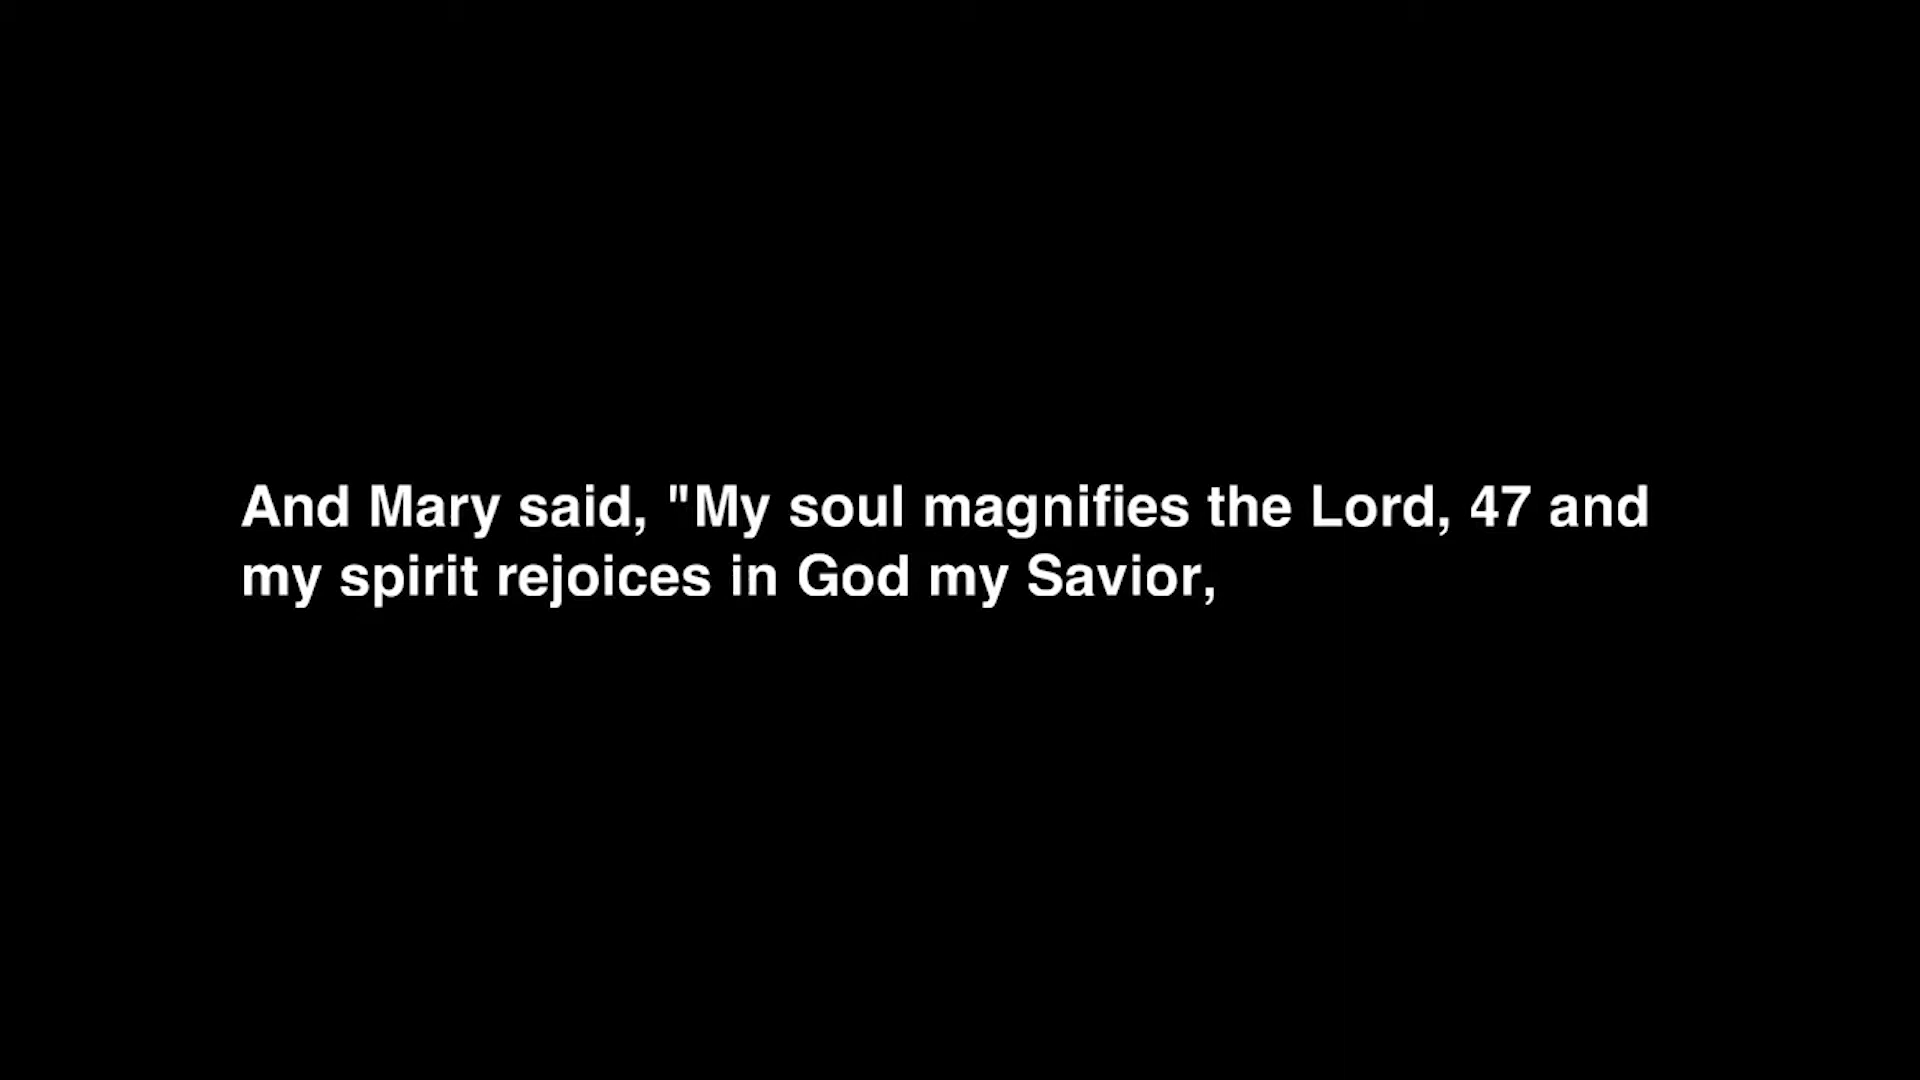 And Mary said, "My soul magnifies the Lord, 47 and
my spirit rejoices in God my Savior,